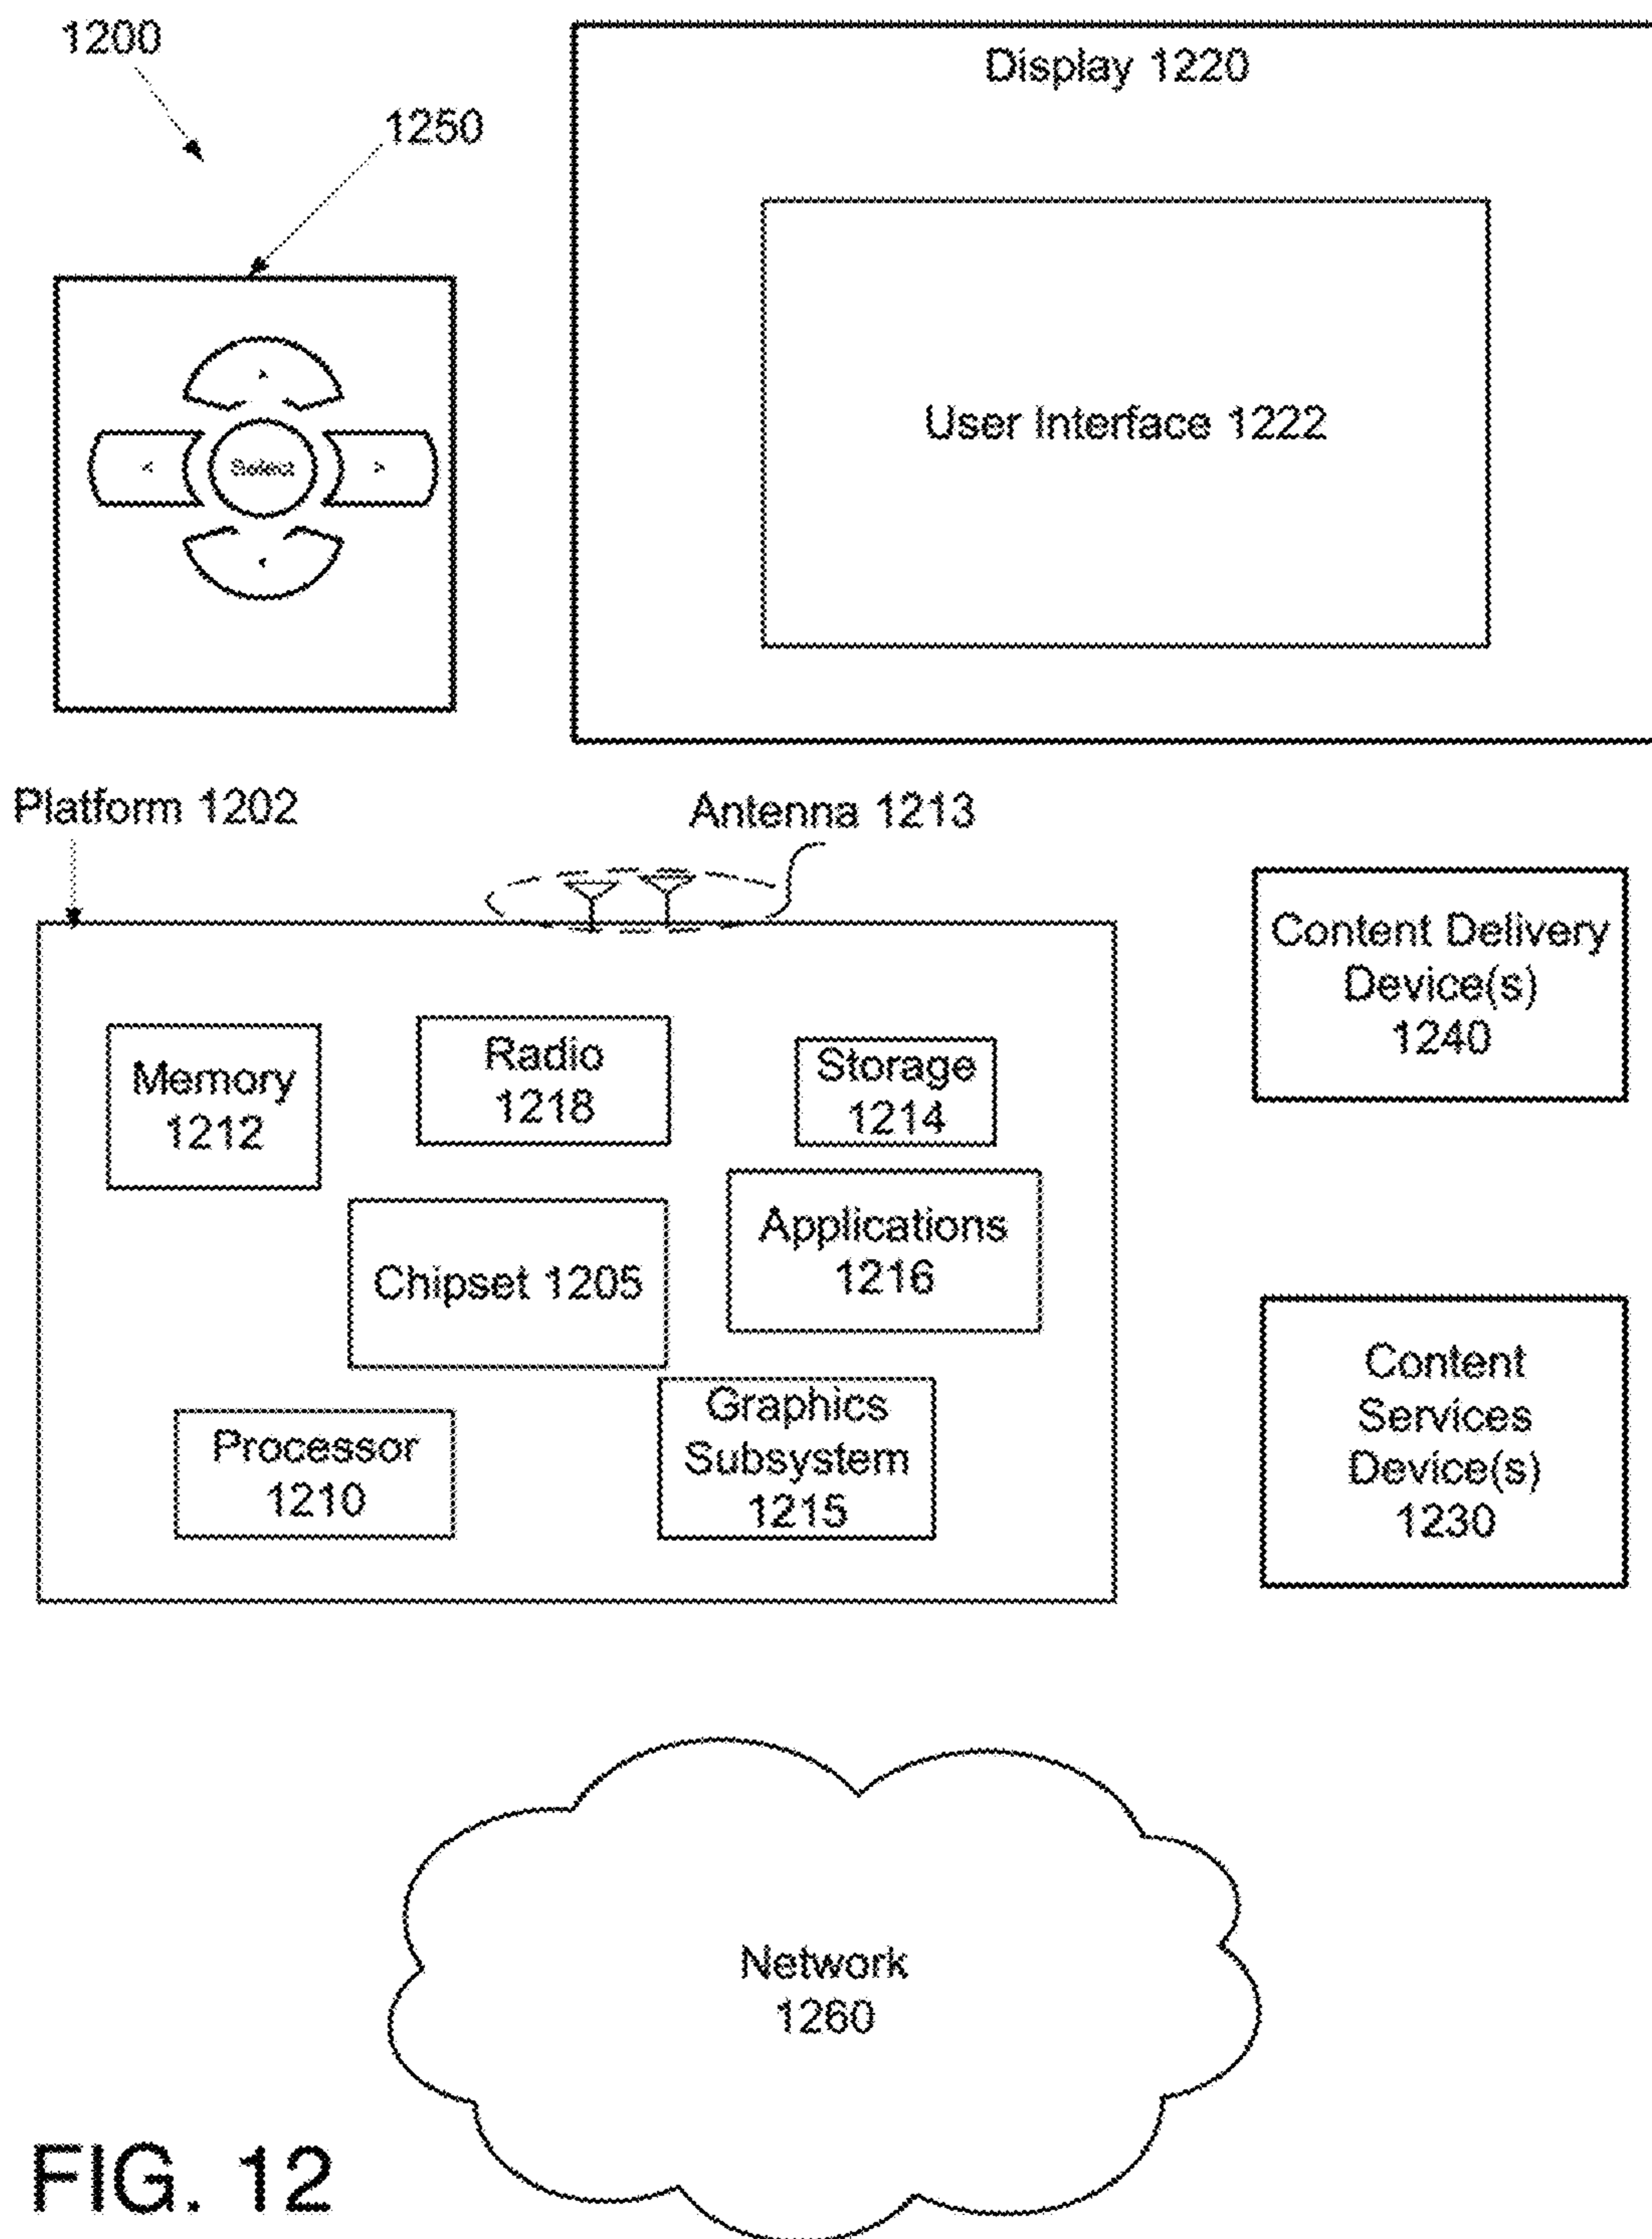 1200
Display 1220
1250
User Interface 1222
>
<
Select
>
<
Platform 1202
Antenna 1213
Content Delivery
Device(s)
1240
Memory
1212
Radio
1218
Storage
1214
Applications
1216
Chipset 1205
Content
Services
Device(s)
1230
Graphics
Subsystem
1215
Processor
1210
Network
1260
FIG. 12